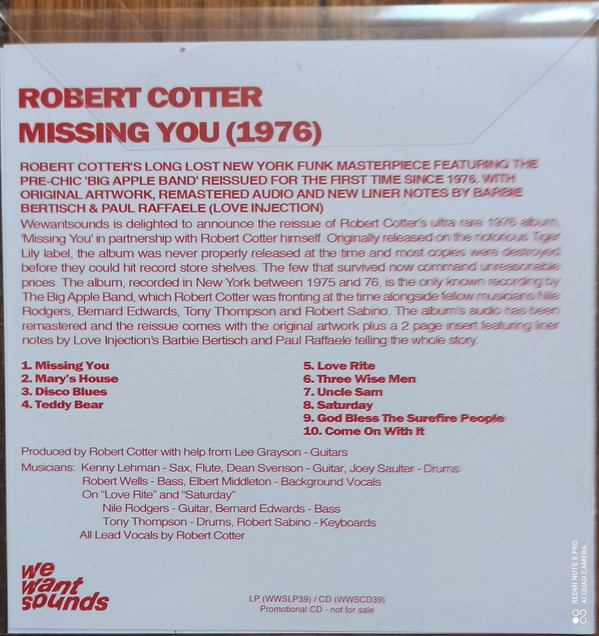 ROBERT COTTER
MISSING YOU (1976)
ROBERT COTTER'S LONG LOST NEW YORK FUNK MASTERPIECE FEATURING THE
PRE-CHIC 'BIG APPLE BAND' REISSUED FOR THE FIRST TIME SINCE 1976. WITH
ORIGINAL ARTWORK, REMASTERED AUDIO AND NEW LINER NOTES BY BARBIE
BERTISCH & PAUL RAFFAELE (LOVE INJECTION)
Wewantsounds is delighted to announce the reissue of Robert Cotter's ultra rare 1976 album,
'Missing You' in partnership with Robert Cotter himself. Originally released on the notorious Tiger
Lily label, the album was never properly released at the time and most copies were destroyed
before they could hit record store shelves. The few that survived now command unreasonable
prices. The album, recorded in New York between 1975 and 76, is the only known recording by
The Big Apple Band, which Robert Cotter was fronting at the time alongside fellow musicians Nile
Rodgers, Bernard Edwards, Tony Thompson and Robert Sabino. The album's audio has been
remastered and the reissue comes with the original artwork plus a 2 page insert featuring liner
notes by Love Injection's Barbie Bertisch and Paul Raffaele telling the whole story.
1. Missing You
2. Mary's House
3. Disco Blues
4. Teddy Bear
5. Love Rite
6. Three Wise Men
7. Uncle Sam
8. Saturday
9. God Bless The Surefire People
10. Come On With It
Produced by Robert Cotter with help from Lee Grayson - Guitars
Musicians: Kenny Lehman - Sax, Flute, Dean Svenson - Guitar, Joey Saulter - Drums
Robert Wells - Bass, Elbert Middleton - Background Vocals
On "Love Rite" and "Saturday"
Nile Rodgers - Guitar, Bernard Edwards - Bass
Tony Thompson - Drums, Robert Sabino - Keyboards
All Lead Vocals by Robert Cotter
we
want
sounds
LP (WWSLP39) / CD (WWSCD39)
Promotional CD - not for sale
REDMI NOTE 8 PRO
AI QUAD CAMERA